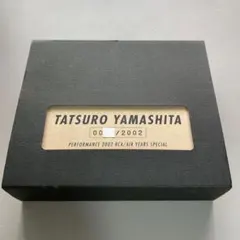 TATSURO YAMASHITA
00 /2002
PERFORMANCE 2002 RCA/AIR YEARS SPECIAL